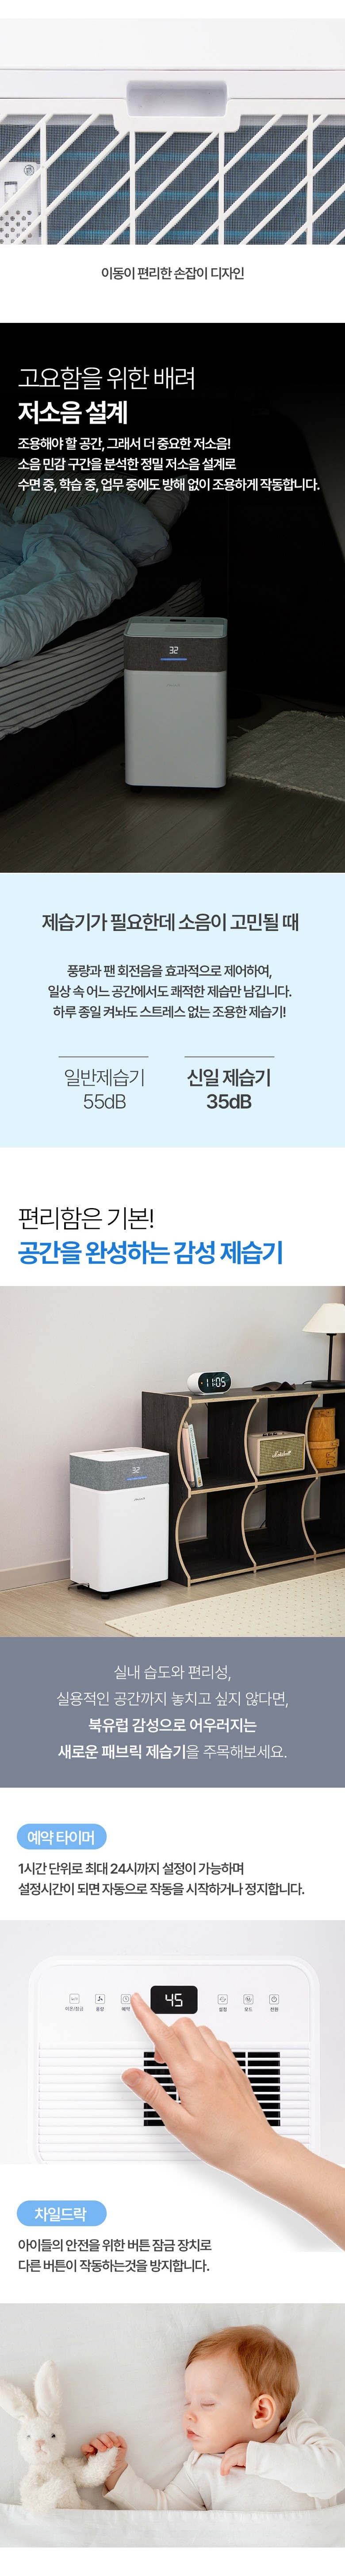 이동이 편리한 손잡이 디자인
고요함을 위한 배려
저소음 설계
조용해야 할 공간, 그래서 더 중요한 저소음!
소음 민감 구간을 분석한 정밀 저소음 설계로
수면 중, 학습 중, 업무 중에도 방해 없이 조용하게 작동합니다.
32
제습기가 필요한데 소음이 고민될 때
풍량과 팬 회전음을 효과적으로 제어하여,
일상 속 어느 공간에서도 쾌적한 제습만 남깁니다.
하루 종일 켜놔도 스트레스 없는 조용한 제습기!
일반제습기
55dB
신일 제습기
35dB
편리함은 기본!
공간을 완성하는 감성 제습기
11:05
Marshall
32
실내 습도와 편리성,
실용적인 공간까지 놓치고 싶지 않다면,
북유럽 감성으로 어우러지는
새로운 패브릭 제습기를 주목해보세요.
예약 타이머
1시간 단위로 최대 24시까지 설정이 가능하며
설정시간이 되면 자동으로 작동을 시작하거나 정지합니다.
45
풍량
예약
모드
전원
차일드락
아이들의 안전을 위한 버튼 잠금 장치로
다른 버튼이 작동하는것을 방지합니다.